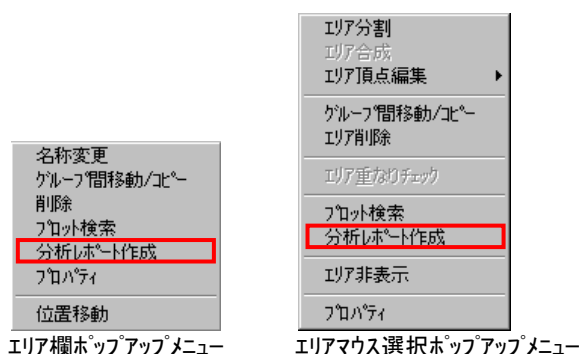 名称変更
ｸﾞﾙｰﾌﾟ間移動/ｺﾋﾟｰ
削除
ﾌﾟﾛｯﾄ検索
分析ﾚﾎﾟｰﾄ作成
ﾌﾟﾛﾊﾟﾃｨ
位置移動
ｴﾘｱ欄ﾎﾟｯﾌﾟｱｯﾌﾟﾒﾆｭｰ
ｴﾘｱ分割
ｴﾘｱ合成
ｴﾘｱ頂点編集
ｸﾞﾙｰﾌﾟ間移動/ｺﾋﾟｰ
ｴﾘｱ削除
ｴﾘｱ重なりﾁｪｯｸ
ﾌﾟﾛｯﾄ検索
分析ﾚﾎﾟｰﾄ作成
ｴﾘｱ非表示
ﾌﾟﾛﾊﾟﾃｨ
ｴﾘｱﾏｳｽ選択ﾎﾟｯﾌﾟｱｯﾌﾟﾒﾆｭｰ